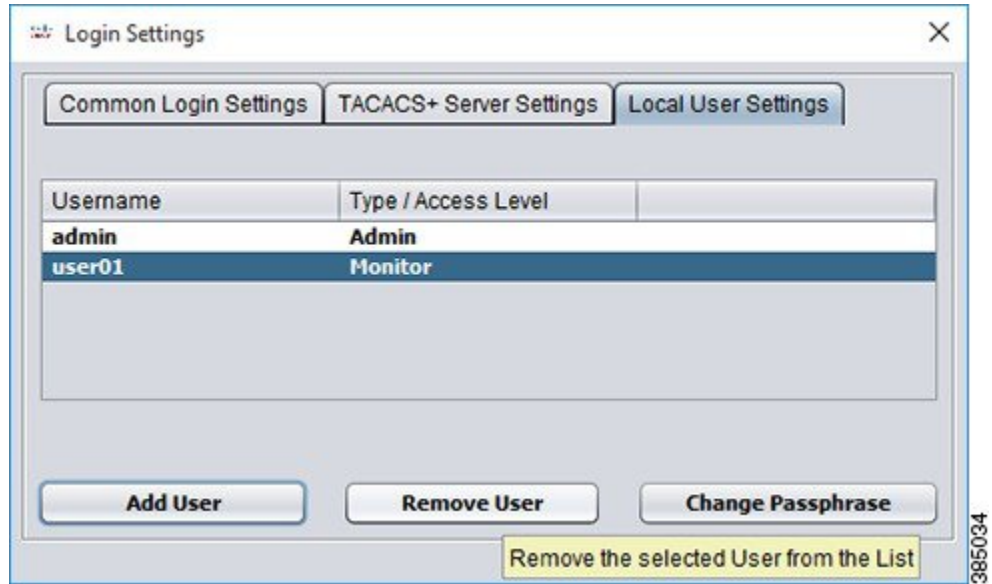 Login Settings
Common Login Settings TACACS+ Server Settings Local User Settings
Username Type / Access Level
admin Admin
user01 Monitor
Add User Remove User Change Passphrase
Remove the selected User from the List
385034